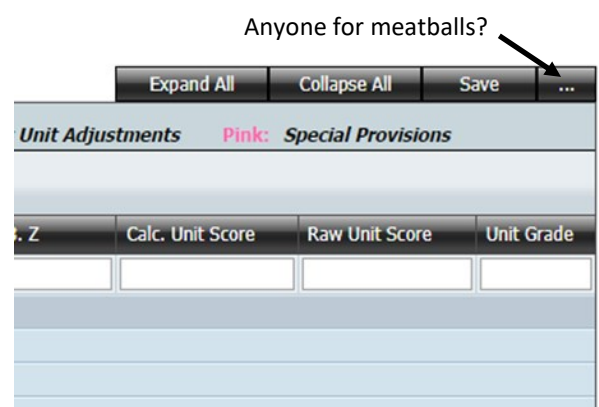 Anyone for meatballs?
Expand All Collapse All Save ...
Unit Adjustments Pink: Special Provisions
. Z Calc. Unit Score Raw Unit Score Unit Grade